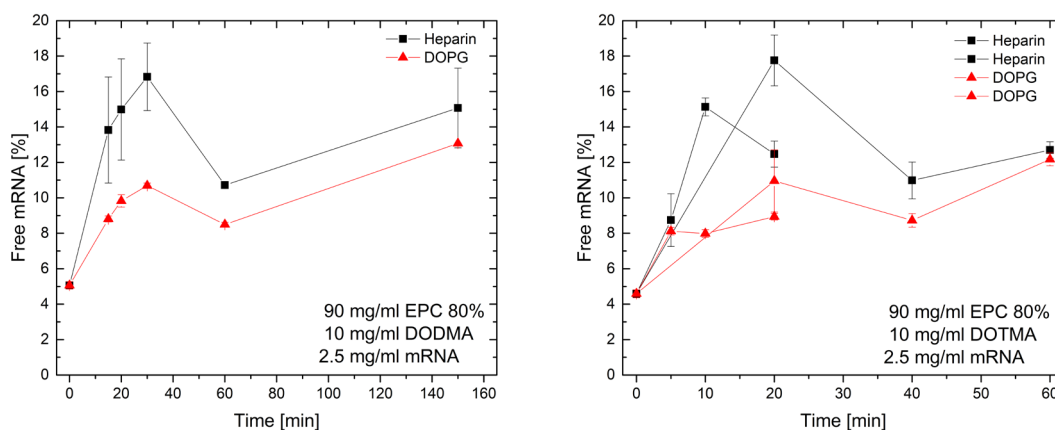 20
18
16
14
12
10
8
6
4
2
0
Free mRNA [%]
Heparin
DOPG
90 mg/ml EPC 80%
10 mg/ml DODMA
2.5 mg/ml mRNA
0 20 40 60 80 100 120 140 160
Time [min]
20
18
16
14
12
10
8
6
4
2
0
Free mRNA [%]
Heparin
Heparin
DOPG
DOPG
90 mg/ml EPC 80%
10 mg/ml DOTMA
2.5 mg/ml mRNA
0 10 20 30 40 50 60
Time [min]